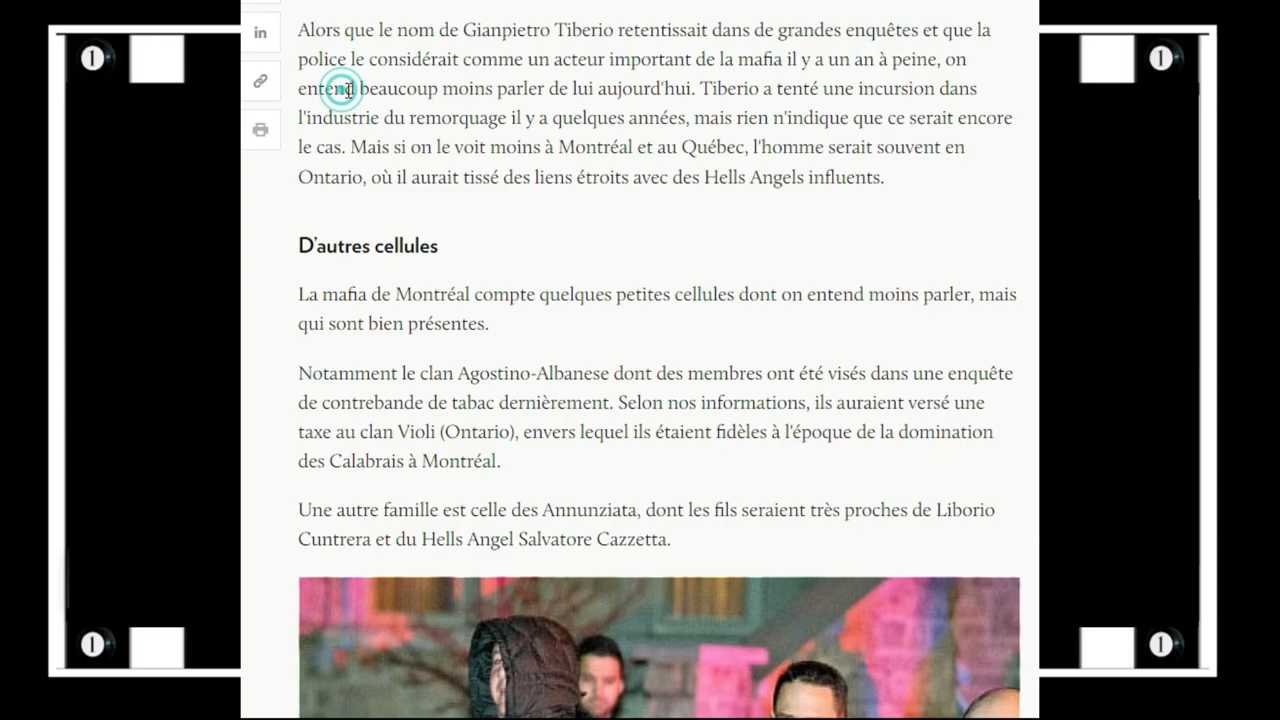 Alors que le nom de Gianpietro Tiberio retentissait dans de grandes enquêtes et que la
police le considérait comme un acteur important de la mafia il y a un an à peine, on
entend beaucoup moins parler de lui aujourd'hui. Tiberio a tenté une incursion dans
l'industrie du remorquage il y a quelques années, mais rien n'indique que ce serait encore
le cas. Mais si on le voit moins à Montréal et au Québec, l'homme serait souvent en
Ontario, où il aurait tissé des liens étroits avec des Hells Angels influents.
D'autres cellules
La mafia de Montréal compte quelques petites cellules dont on entend moins parler, mais
qui sont bien présentes.
Notamment le clan Agostino-Albanese dont des membres ont été visés dans une enquête
de contrebande de tabac dernièrement. Selon nos informations, ils auraient versé une
taxe au clan Violi (Ontario), envers lequel ils étaient fidèles à l'époque de la domination
des Calabrais à Montréal.
Une autre famille est celle des Annunziata, dont les fils seraient très proches de Liborio
Cuntrera et du Hells Angel Salvatore Cazzetta.
in
1
1
1
1